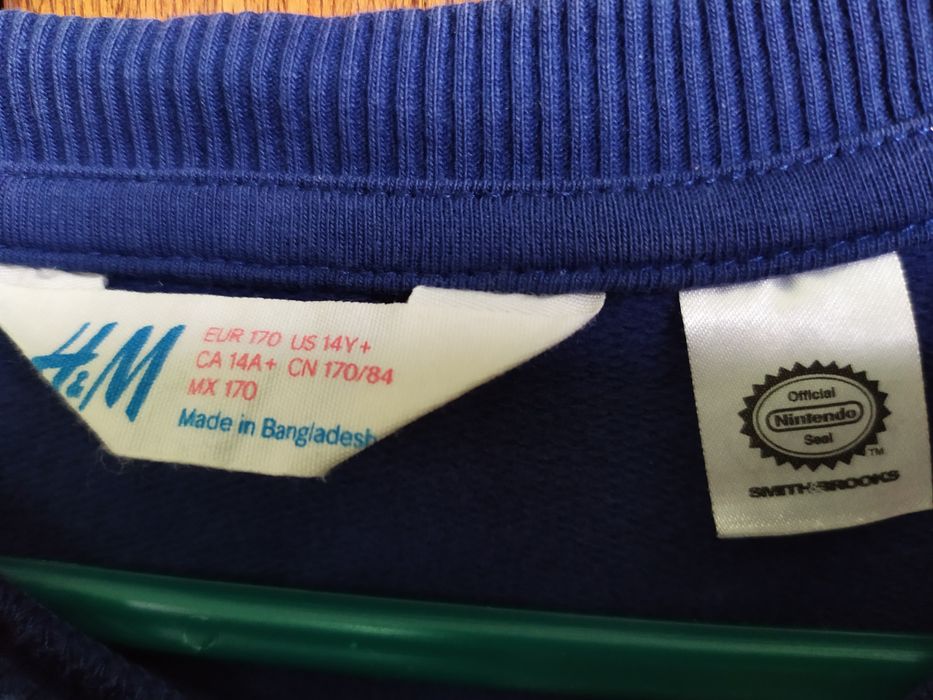 H&M
EUR 170 US 14Y+
CA 14A+ CN 170/84
MX 170
Made in Bangladesh
Official
Nintendo
Seal
TM
SMITH&BROOKS